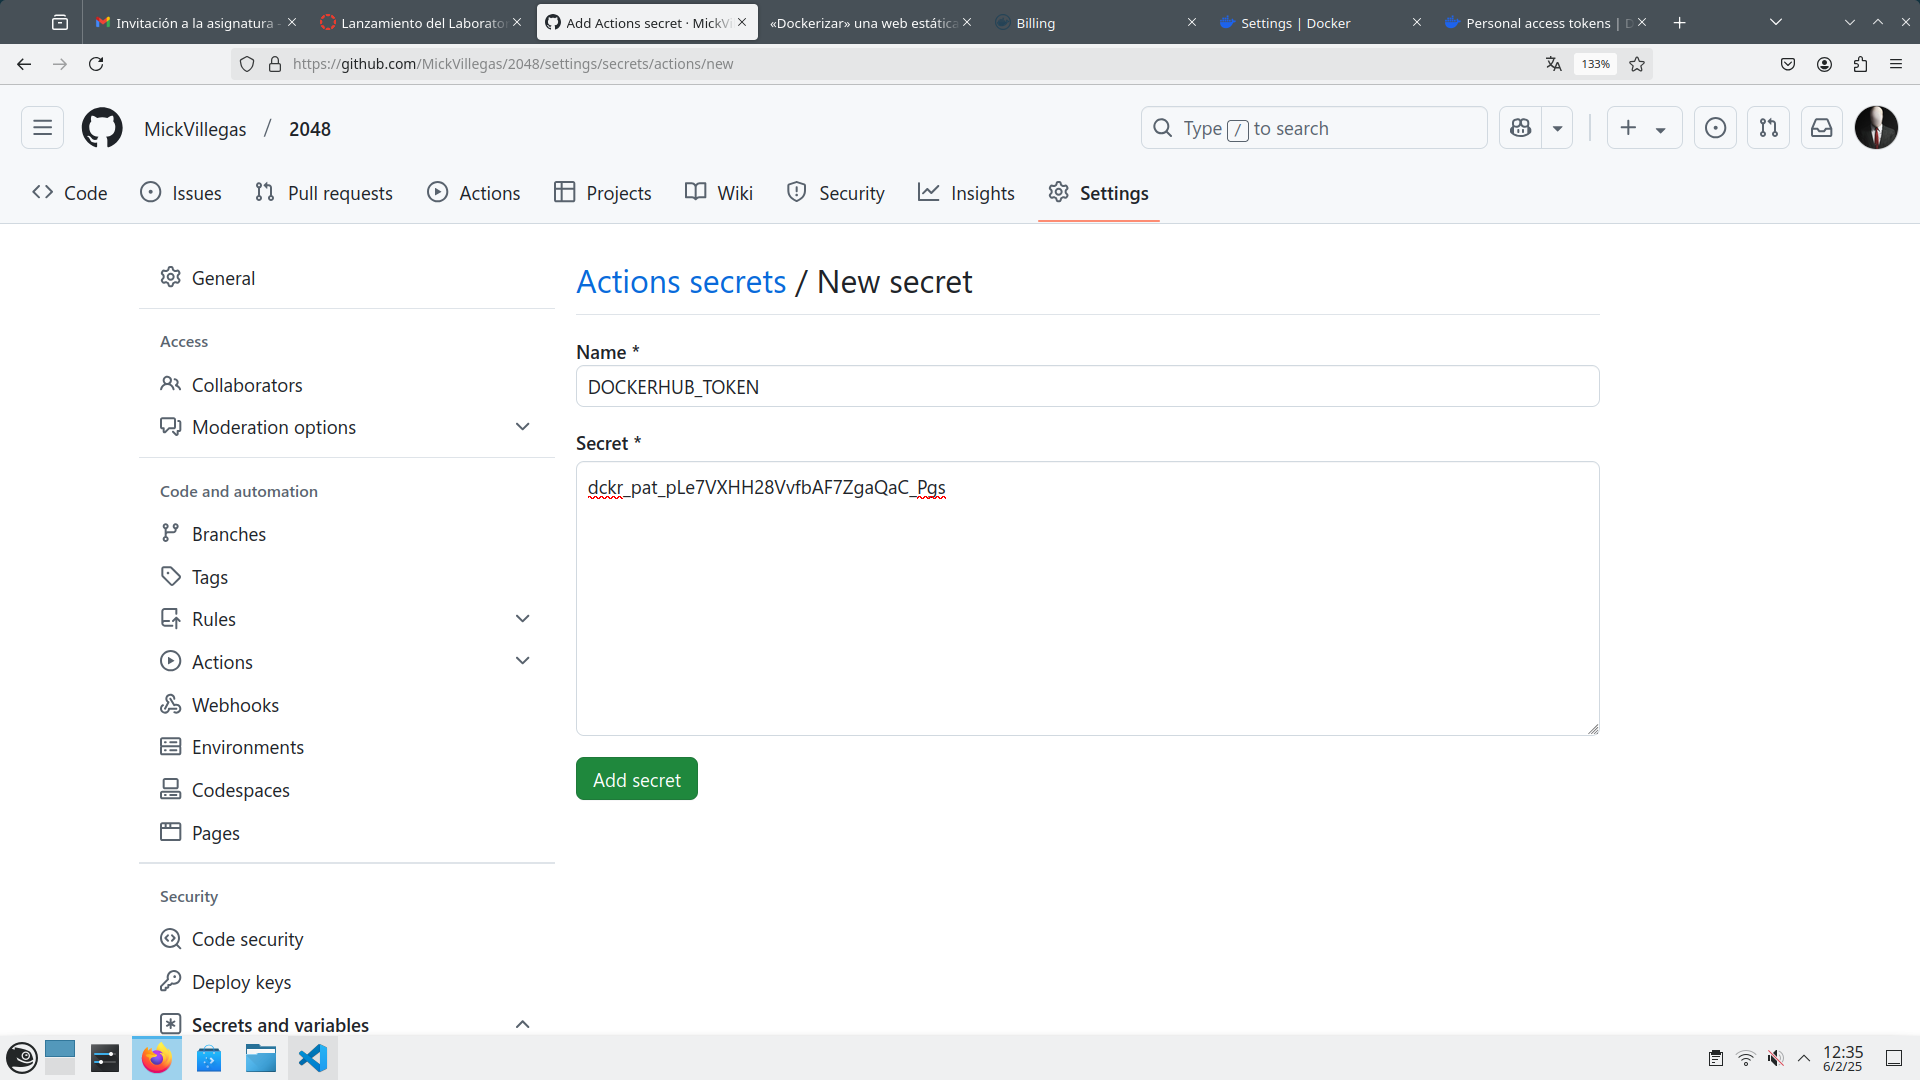 Invitación a la asignatura -
Lanzamiento del Laborator
Add Actions secret · MickVi
«Dockerizar» una web estática
Billing
Settings | Docker
Personal access tokens | D
https://github.com/MickVillegas/2048/settings/secrets/actions/new
133%
MickVillegas / 2048
Type / to search
Code
Issues
Pull requests
Actions
Projects
Wiki
Security
Insights
Settings
General
Access
Collaborators
Moderation options
Code and automation
Branches
Tags
Rules
Actions
Webhooks
Environments
Codespaces
Pages
Security
Code security
Deploy keys
Secrets and variables
Actions secrets / New secret
Name *
DOCKERHUB_TOKEN
Secret *
dckr_pat_pLe7VXHH28VvfbAF7ZgaQaC_Pgs
Add secret
12:35
6/2/25